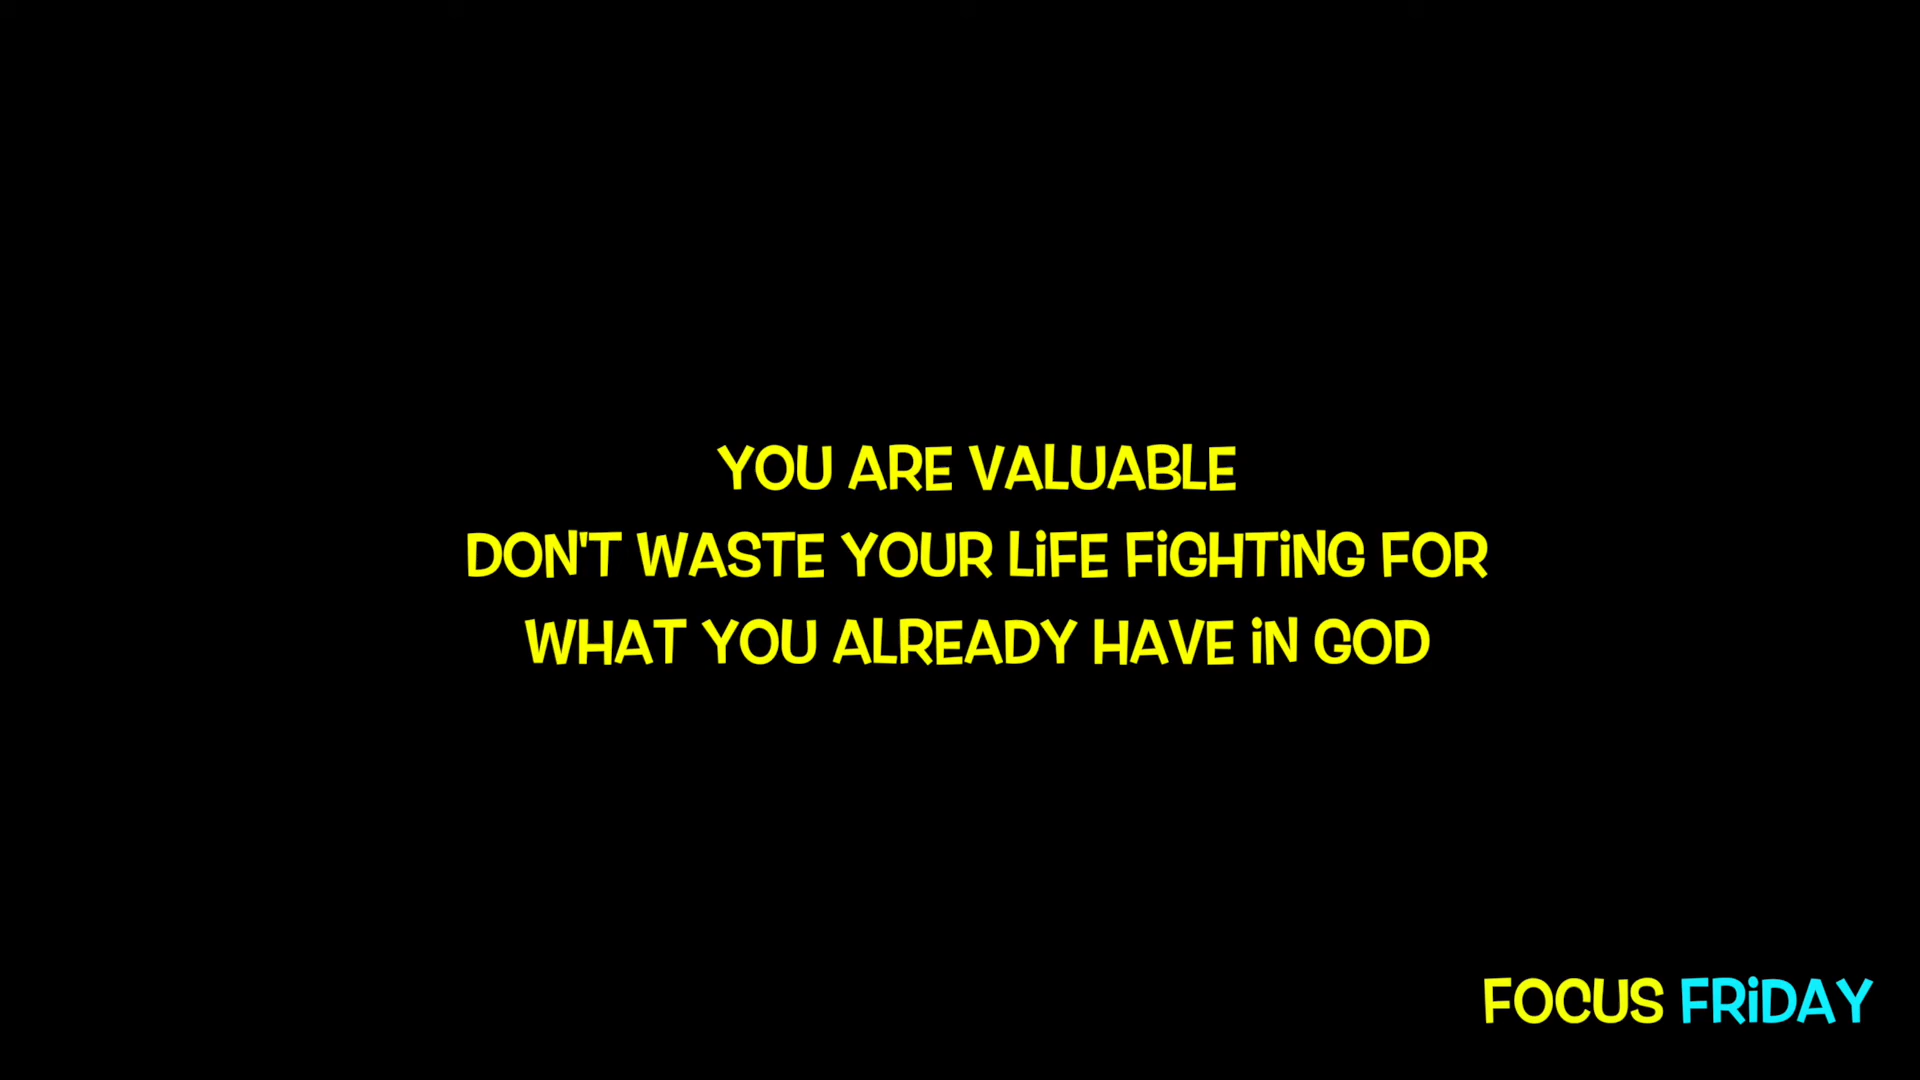 YOU ARE VALUABLE
DON'T WASTE YOUR LiFE FiGHTiNG FOR
WHAT YOU ALREADY HAVE iN GOD
FOCUS FRiDAY